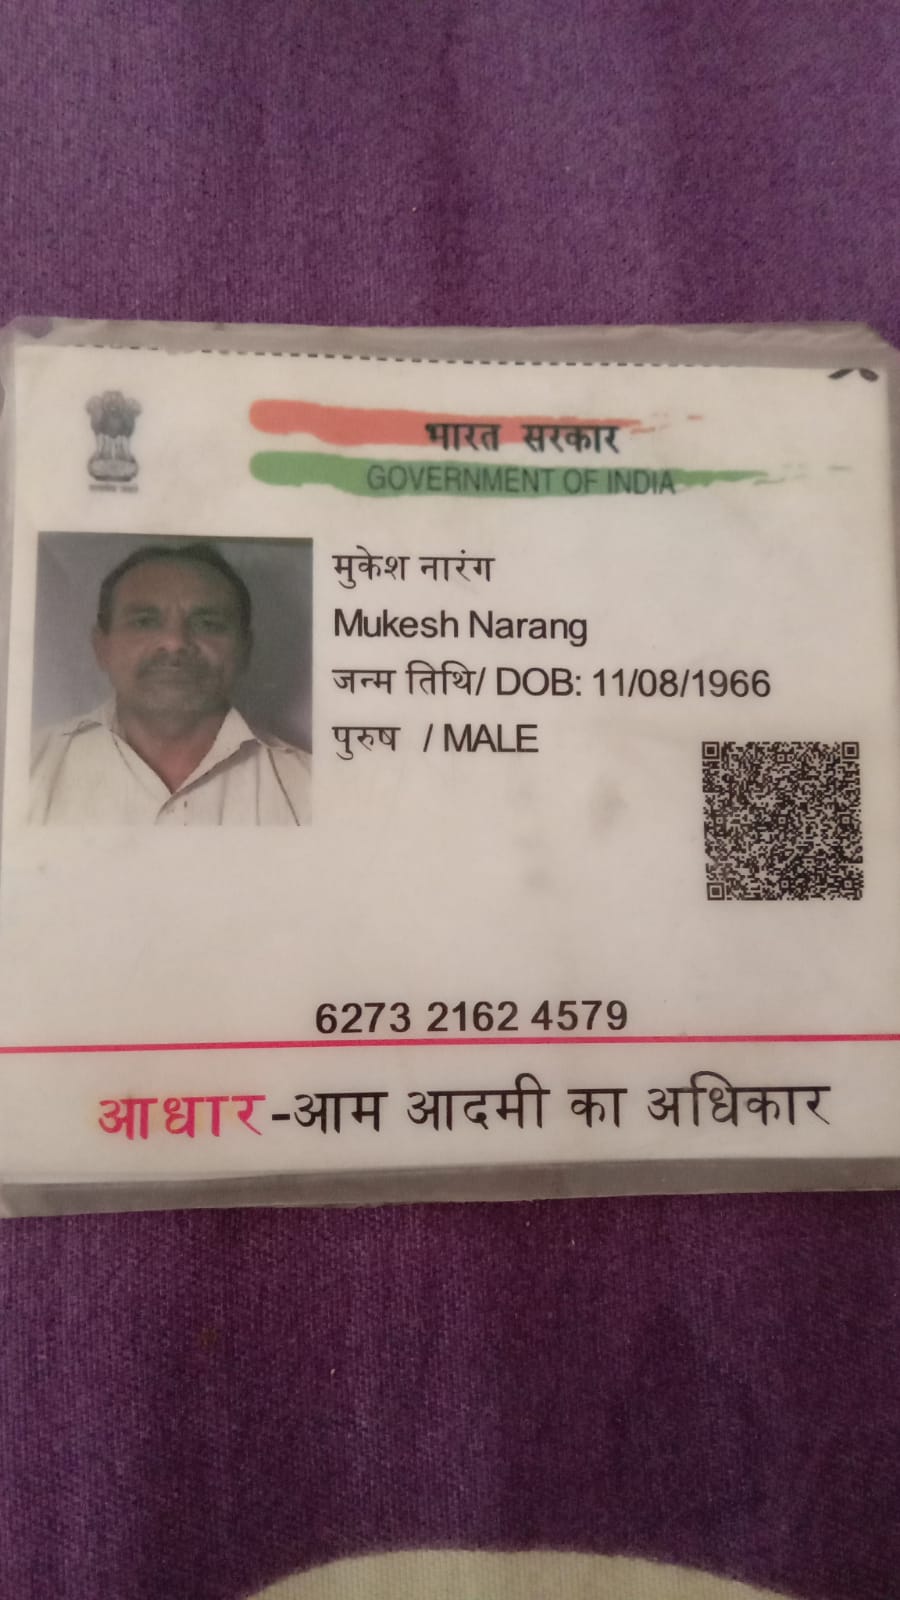 भारत सरकार
GOVERNMENT OF INDIA
मुकेश नारंग
Mukesh Narang
जन्म तिथि/ DOB: 11/08/1966
पुरुष / MALE
6273 2162 4579
आधार-आम आदमी का अधिकार